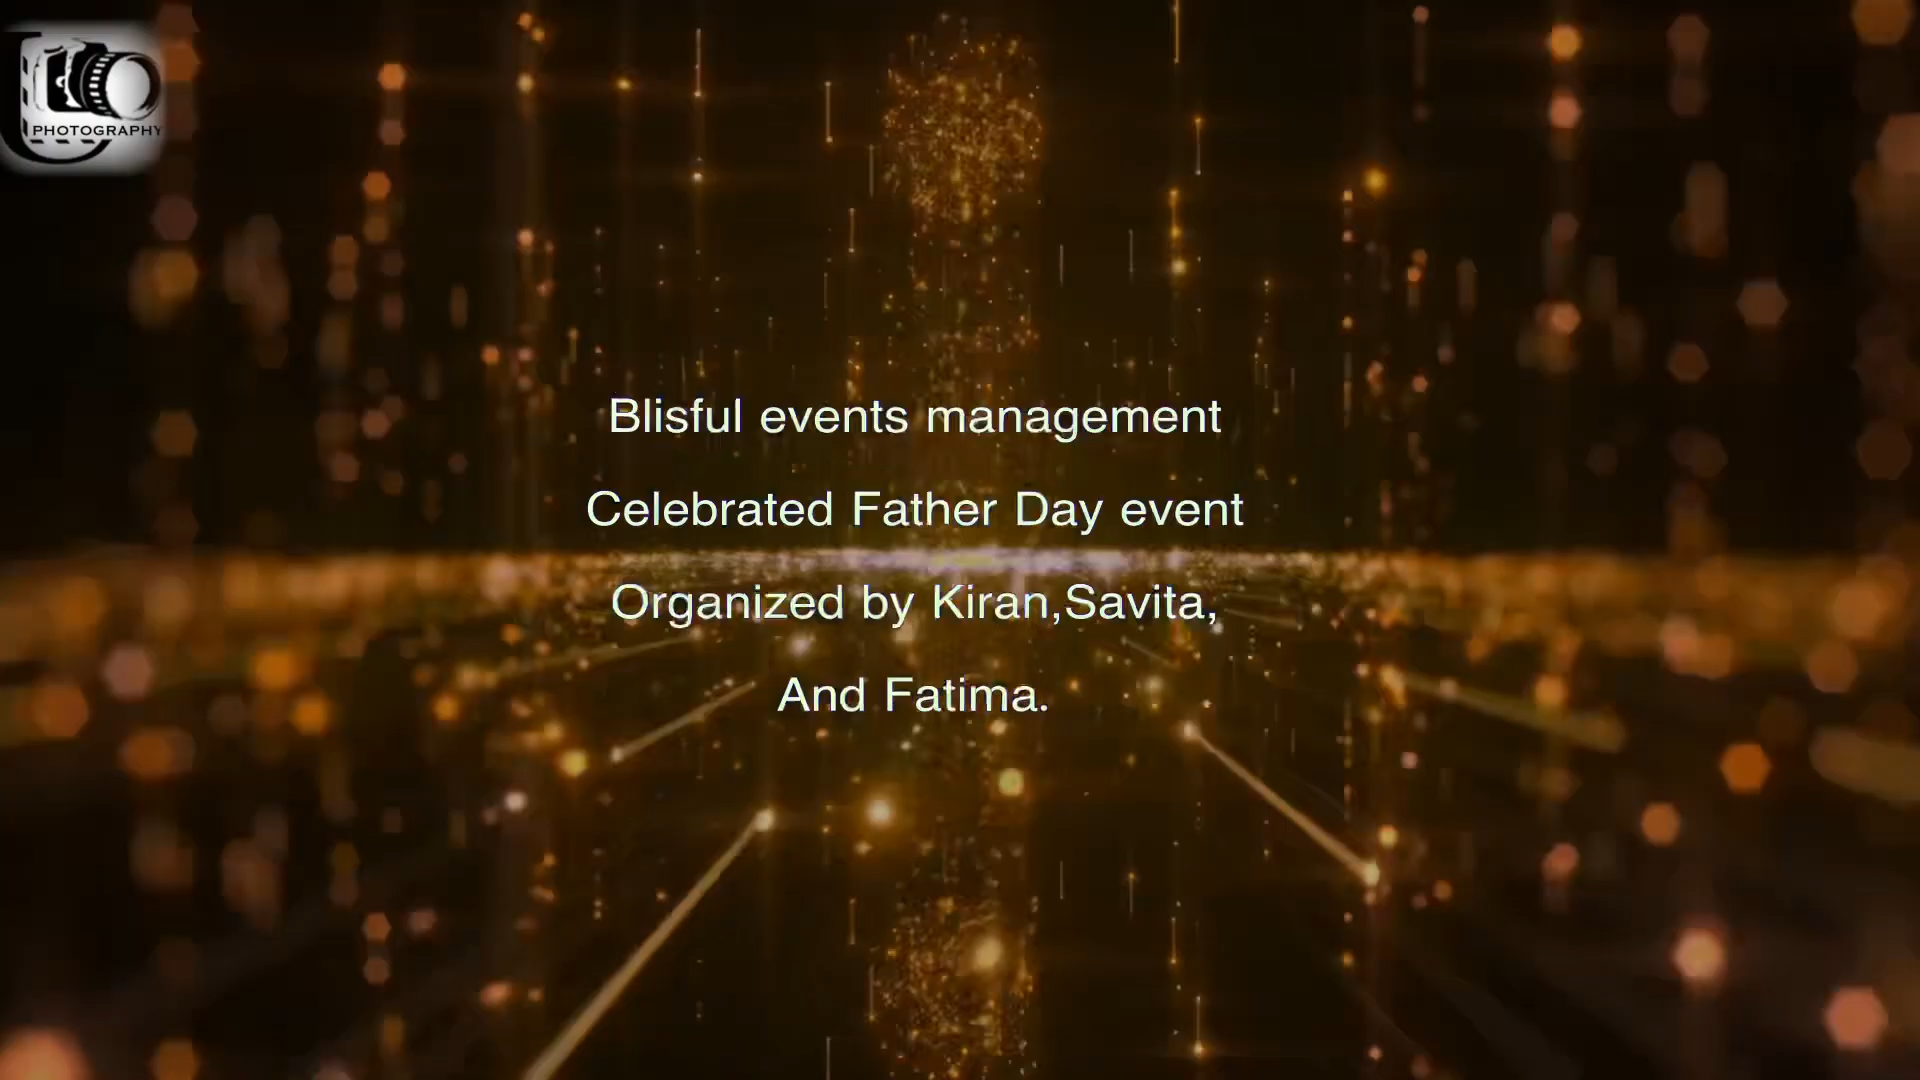 PHOTOGRAPHY
Blisful events management
Celebrated Father Day event
Organized by Kiran,Savita,
And Fatima.